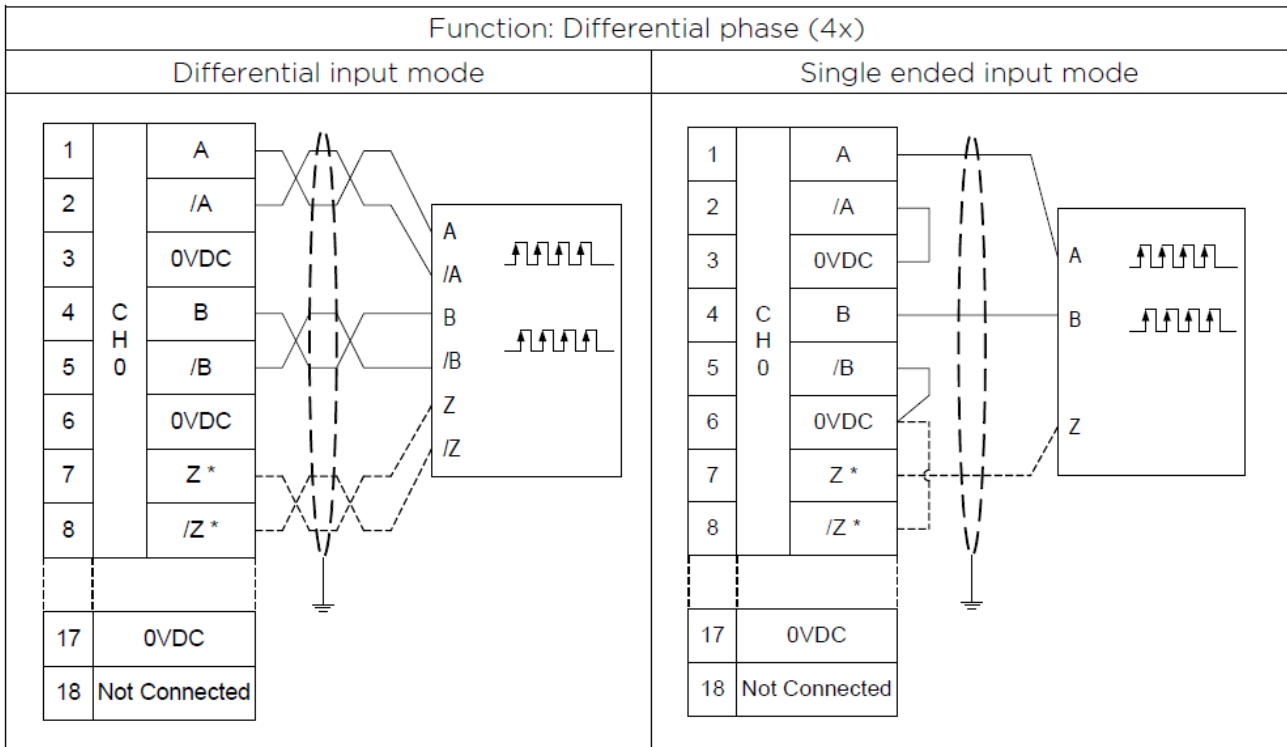 Function: Differential phase (4x)
Differential input mode
Single ended input mode
1 A
2 /A
3 0VDC
4 B
5 /B
6 0VDC
7 Z *
8 /Z *
CH0
17 0VDC
18 Not Connected
A
/A
B
/B
Z
/Z
1 A
2 /A
3 0VDC
4 B
5 /B
6 0VDC
7 Z *
8 /Z *
CH0
17 0VDC
18 Not Connected
A
B
Z